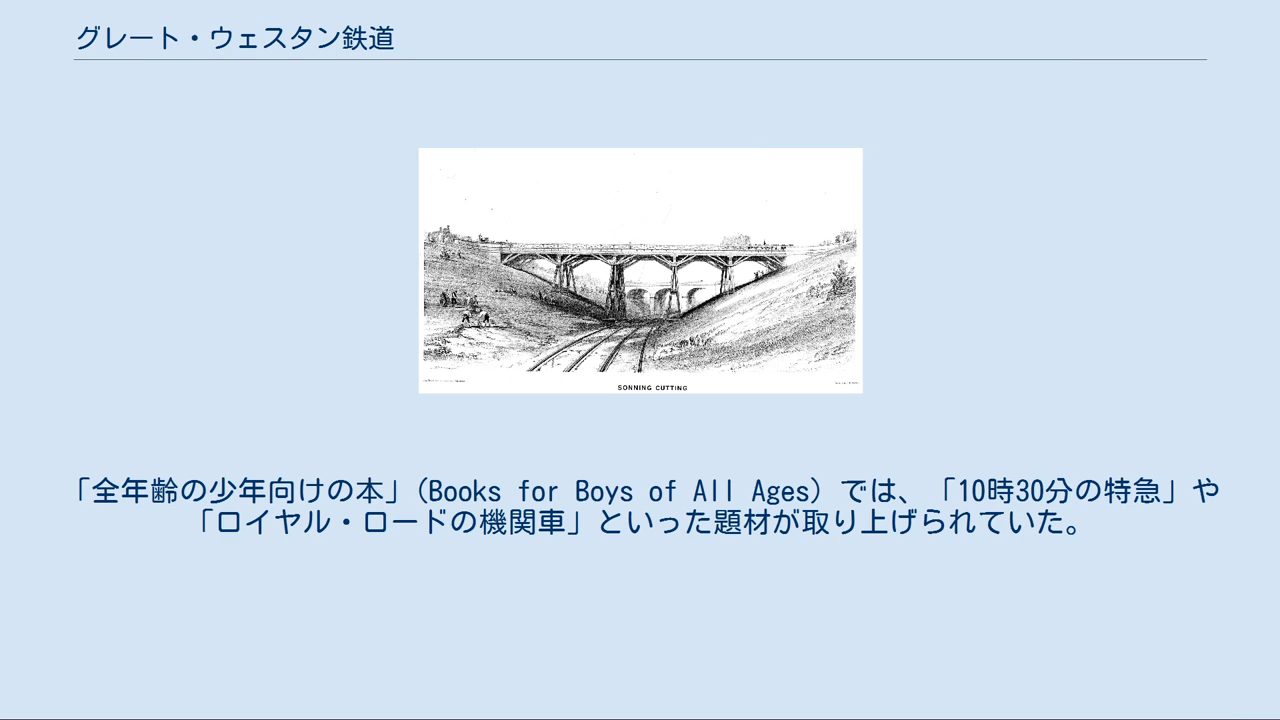 グレート・ウェスタン鉄道
SONNING CUTTING
「全年齢の少年向けの本」(Books for Boys of All Ages) では、「10時30分の特急」や
「ロイヤル・ロードの機関車」といった題材が取り上げられていた。